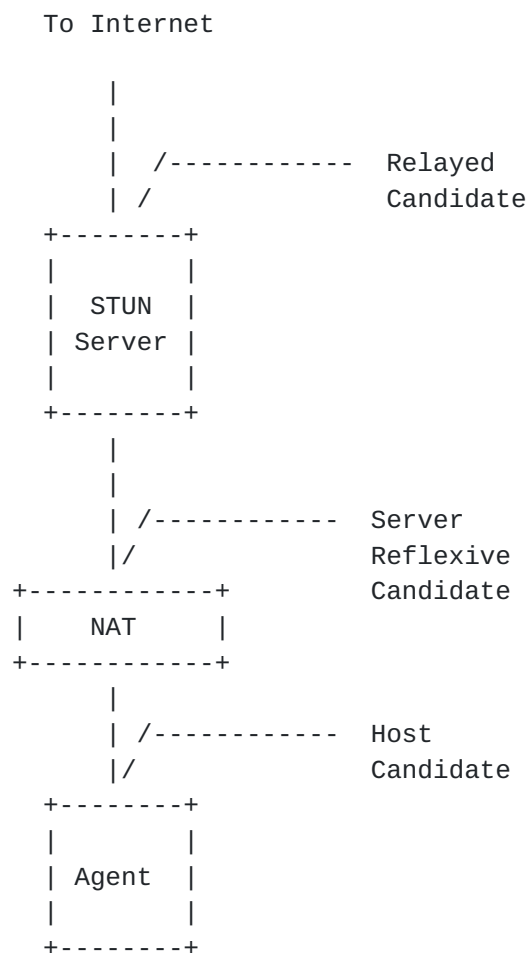 To Internet
Relayed
Candidate
STUN
Server
Server
Reflexive
Candidate
NAT
Host
Candidate
Agent